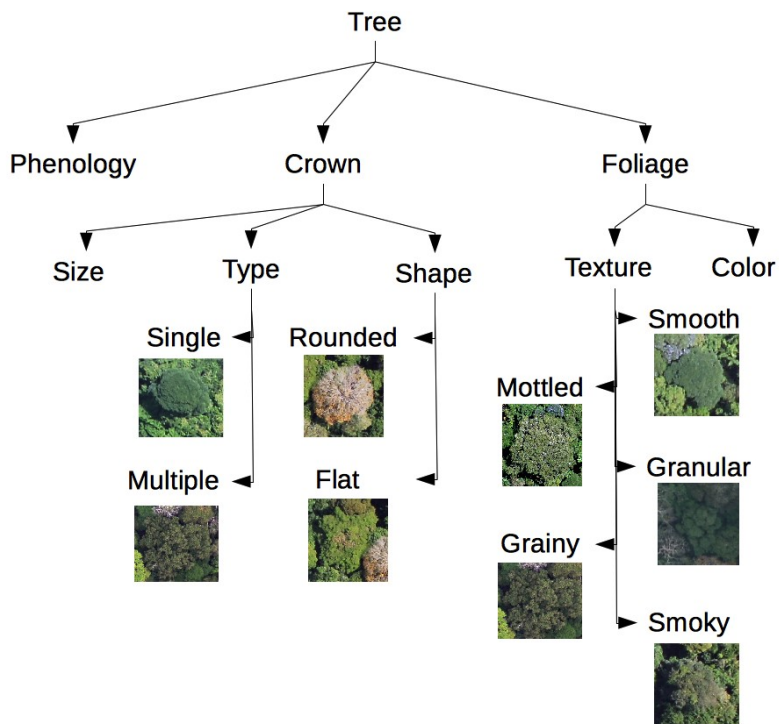 Tree
Phenology
Crown
Foliage
Size
Type
Shape
Texture
Color
Single
Rounded
Smooth
Mottled
Multiple
Flat
Granular
Grainy
Smoky